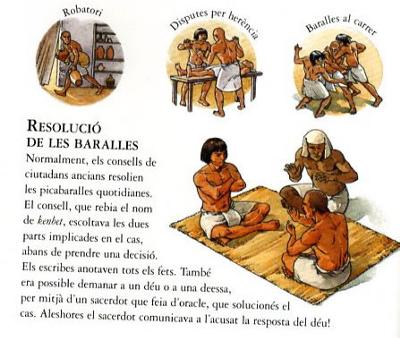 Robatori
Disputes per herència
Baralles al carrer
RESOLUCIÓ
DE LES BARALLES
Normalment, els consells de
ciutadans ancians resolien
les picabaralles quotidianes.
El consell, que rebia el nom
de kenbet, escoltava les dues
parts implicades en el cas,
abans de prendre una decisió.
Els escribes anotaven tots els fets. També
era possible demanar a un déu o a una deessa,
per mitjà d'un sacerdot que feia d'oracle, que solucionés el
cas. Aleshores el sacerdot comunicava a l'acusat la resposta del déu!